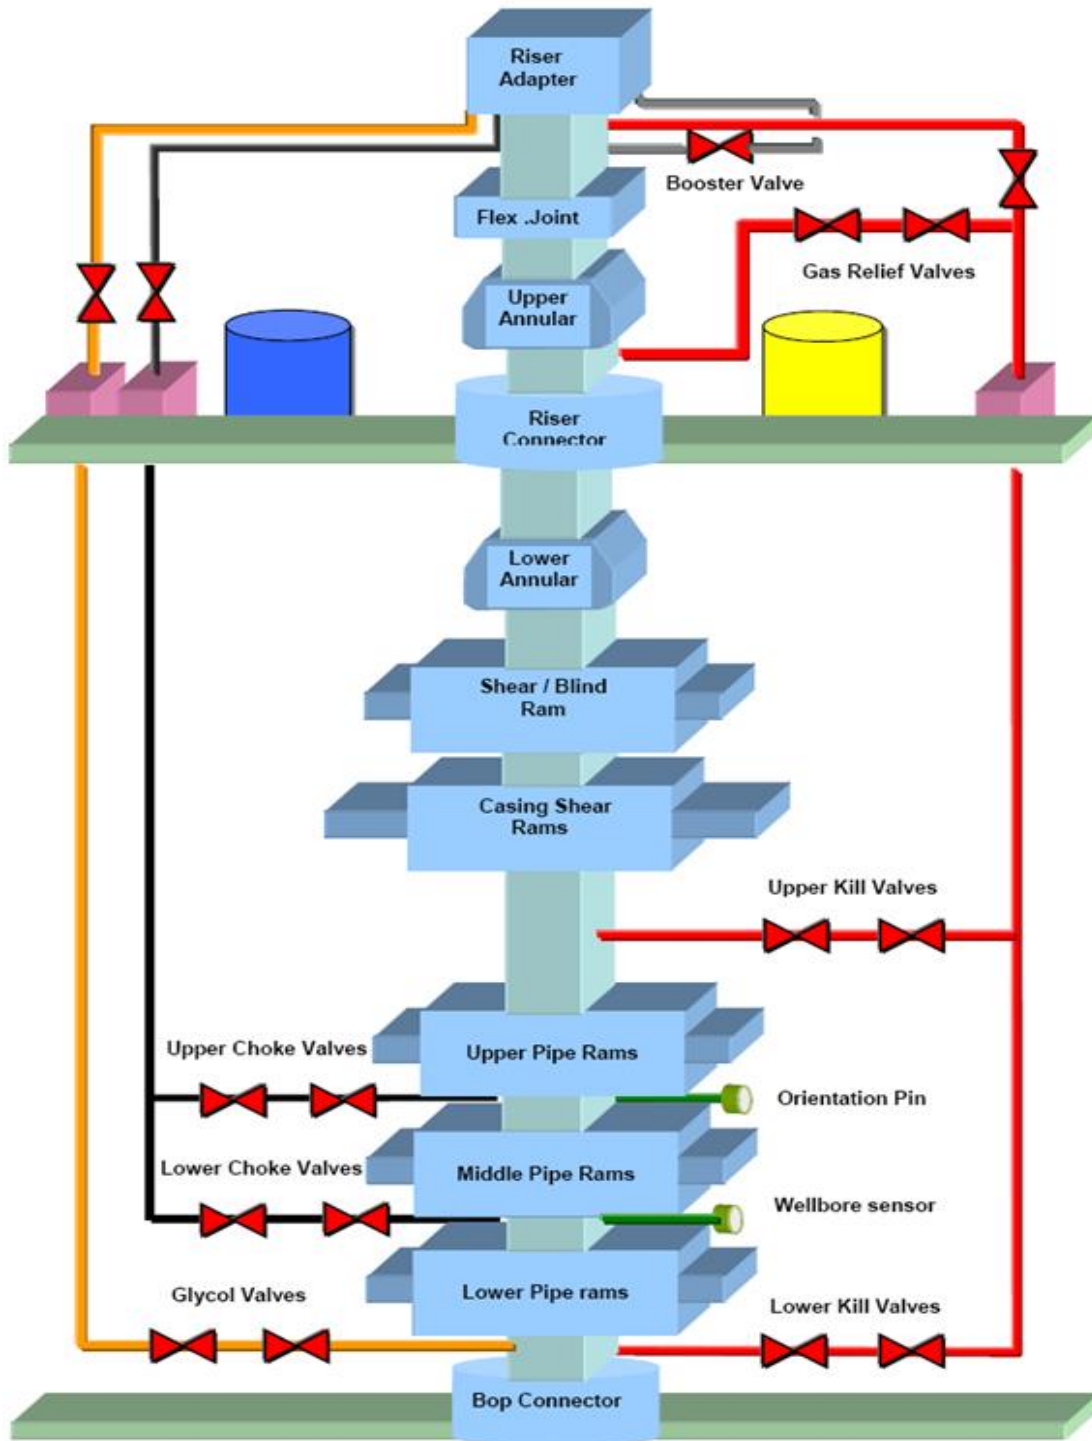 Riser
Adapter
Booster Valve
Flex .Joint
Gas Relief Valves
Upper
Annular
Riser
Connector
Lower
Annular
Shear / Blind
Ram
Casing Shear
Rams
Upper Kill Valves
Upper Choke Valves
Upper Pipe Rams
Orientation Pin
Lower Choke Valves
Middle Pipe Rams
Wellbore sensor
Glycol Valves
Lower Pipe rams
Lower Kill Valves
Bop Connector